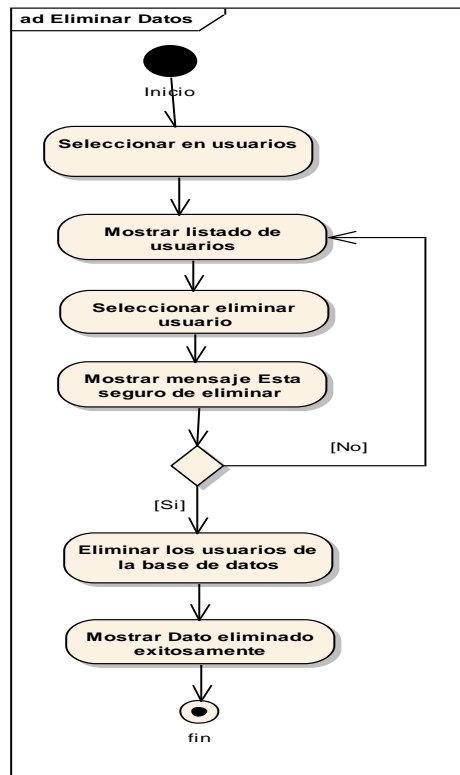 ad Eliminar Datos
Inicio
Seleccionar en usuarios
Mostrar listado de
usuarios
Seleccionar eliminar
usuario
Mostrar mensaje Esta
seguro de eliminar
[No]
[Si]
Eliminar los usuarios de
la base de datos
Mostrar Dato eliminado
exitosamente
fin